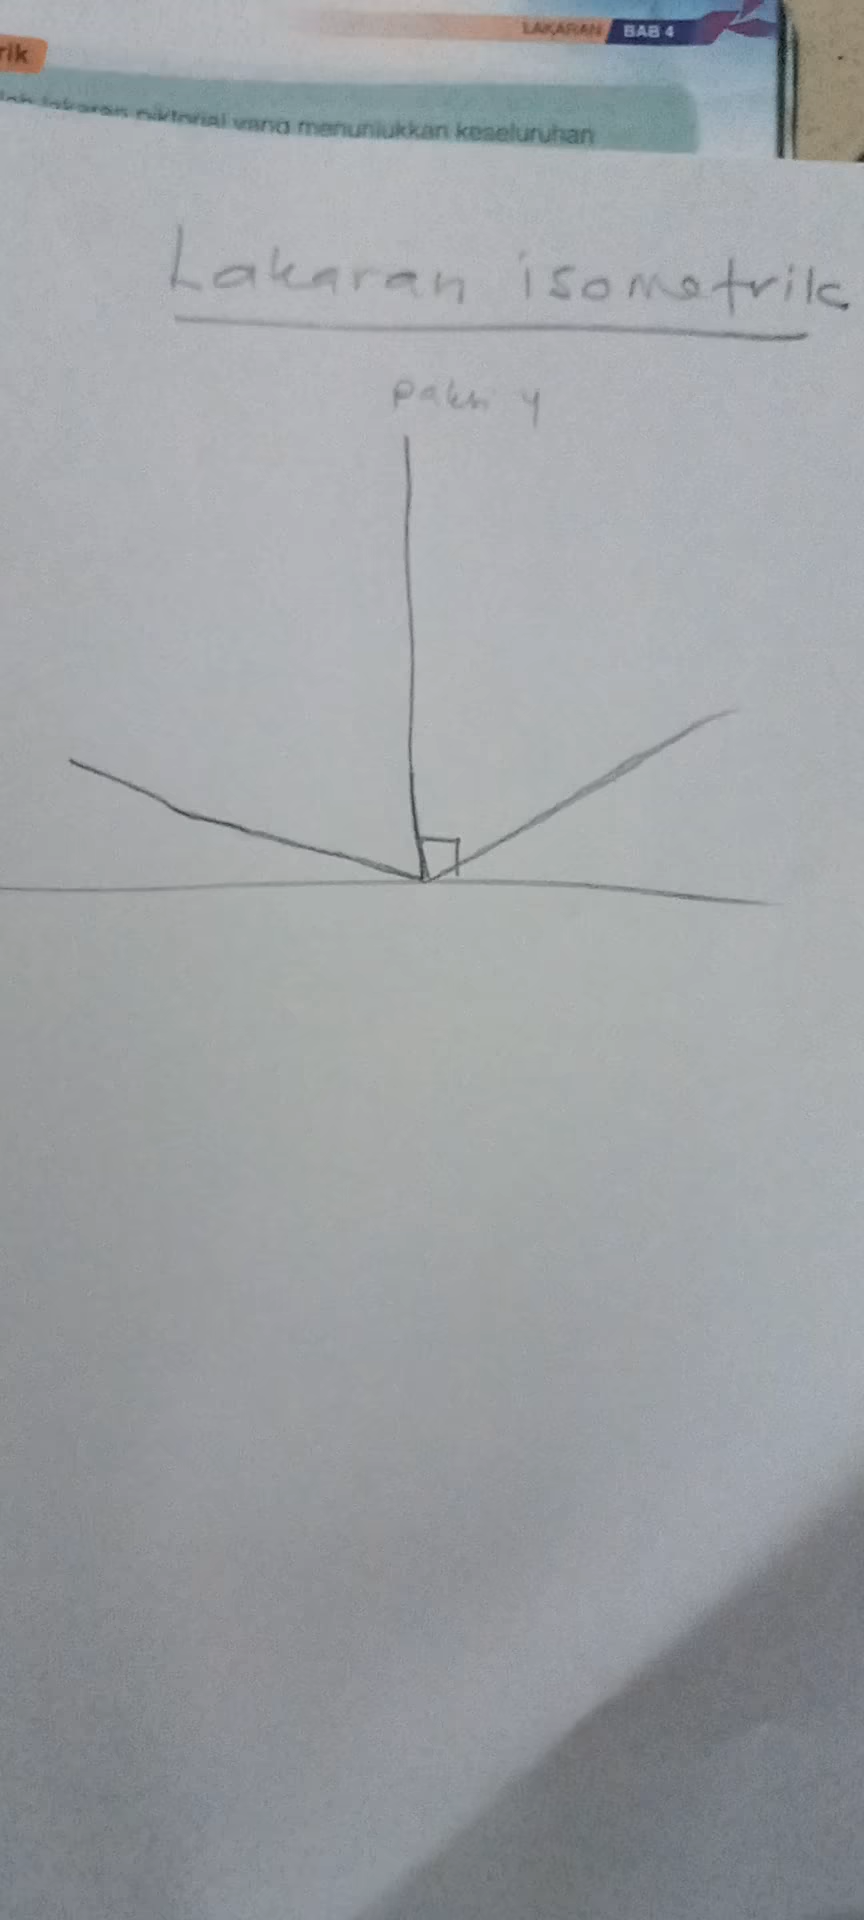 LAKARAN BAB 4
rik
lakaran piktorial yang menunjukkan keseluruhan
Lakaran isometrik
paksi y